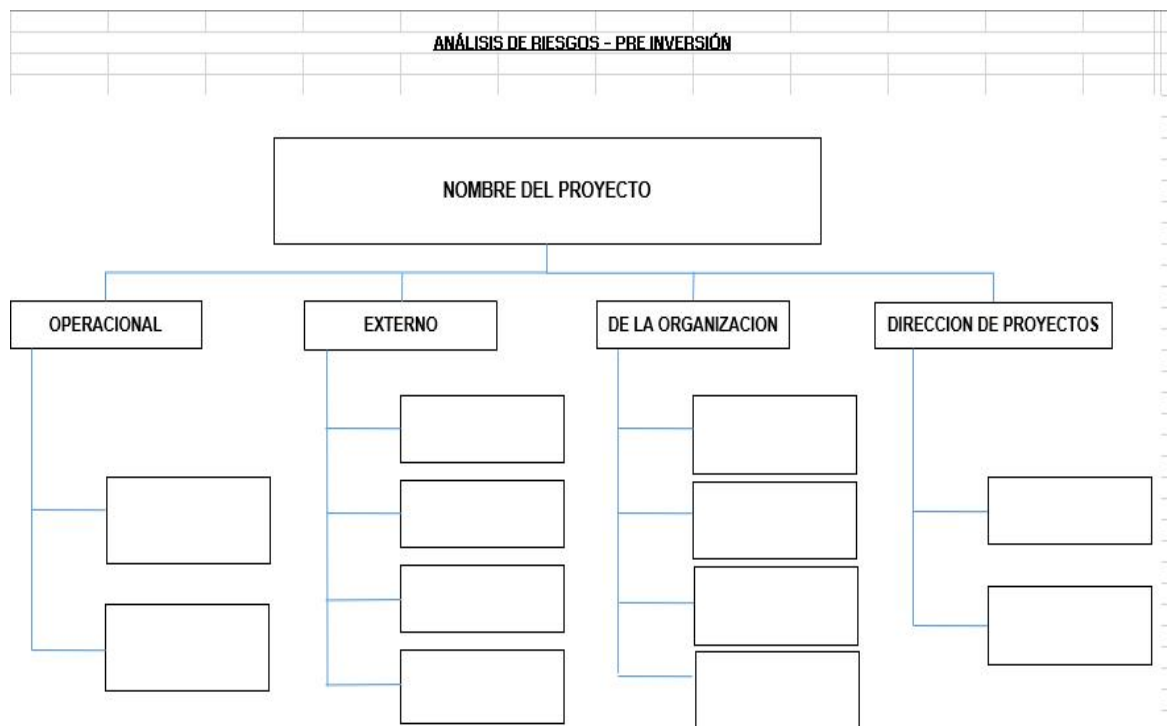 ANÁLISIS DE RIESGOS - PRE INVERSIÓN
NOMBRE DEL PROYECTO
OPERACIONAL
EXTERNO
DE LA ORGANIZACION
DIRECCION DE PROYECTOS